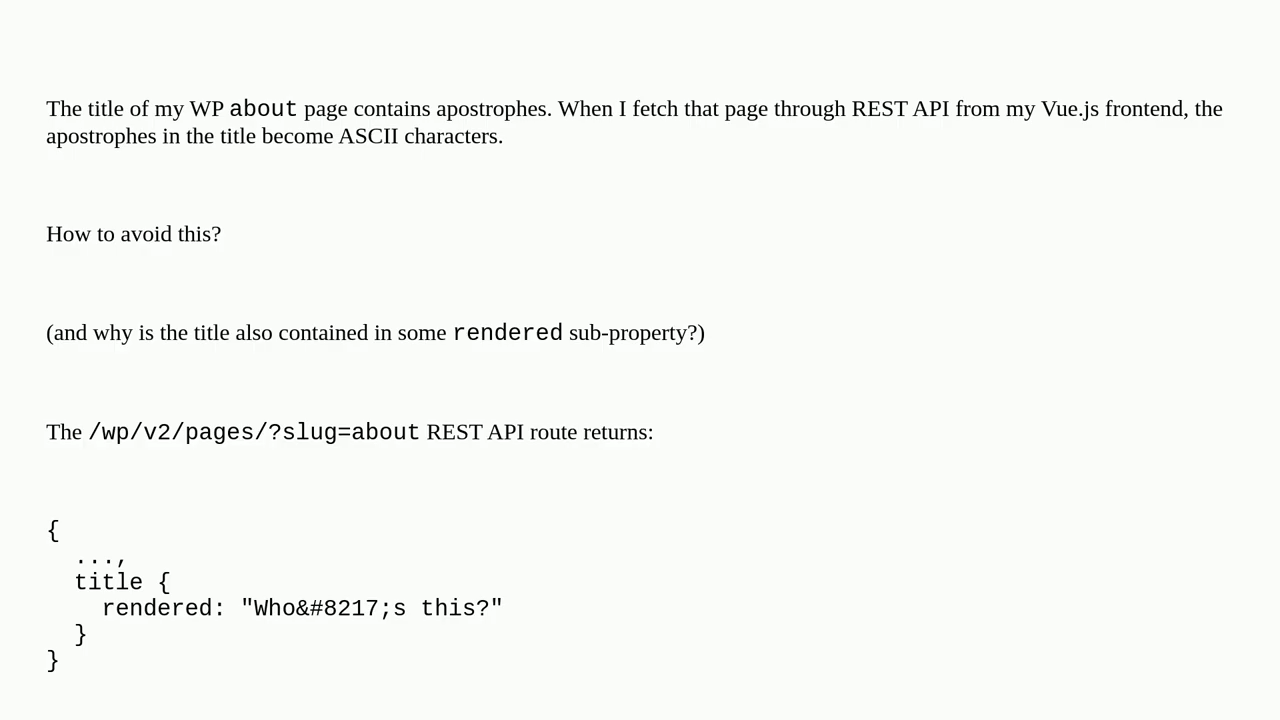 The title of my WP about page contains apostrophes. When I fetch that page through REST API from my Vue.js frontend, the
apostrophes in the title become ASCII characters.
How to avoid this?
(and why is the title also contained in some rendered sub-property?)
The /wp/v2/pages/?slug=about REST API route returns:
{
  ...,
  title {
    rendered: "Who&#8217;s this?"
  }
}